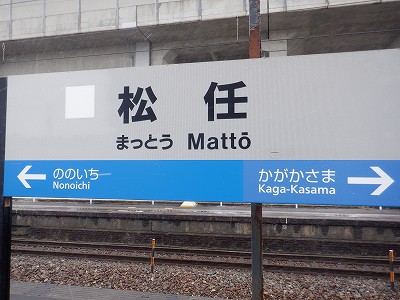 松任
まっとう Mattō
← ののいち
Nonoichi
かがかさま →
Kaga-Kasama